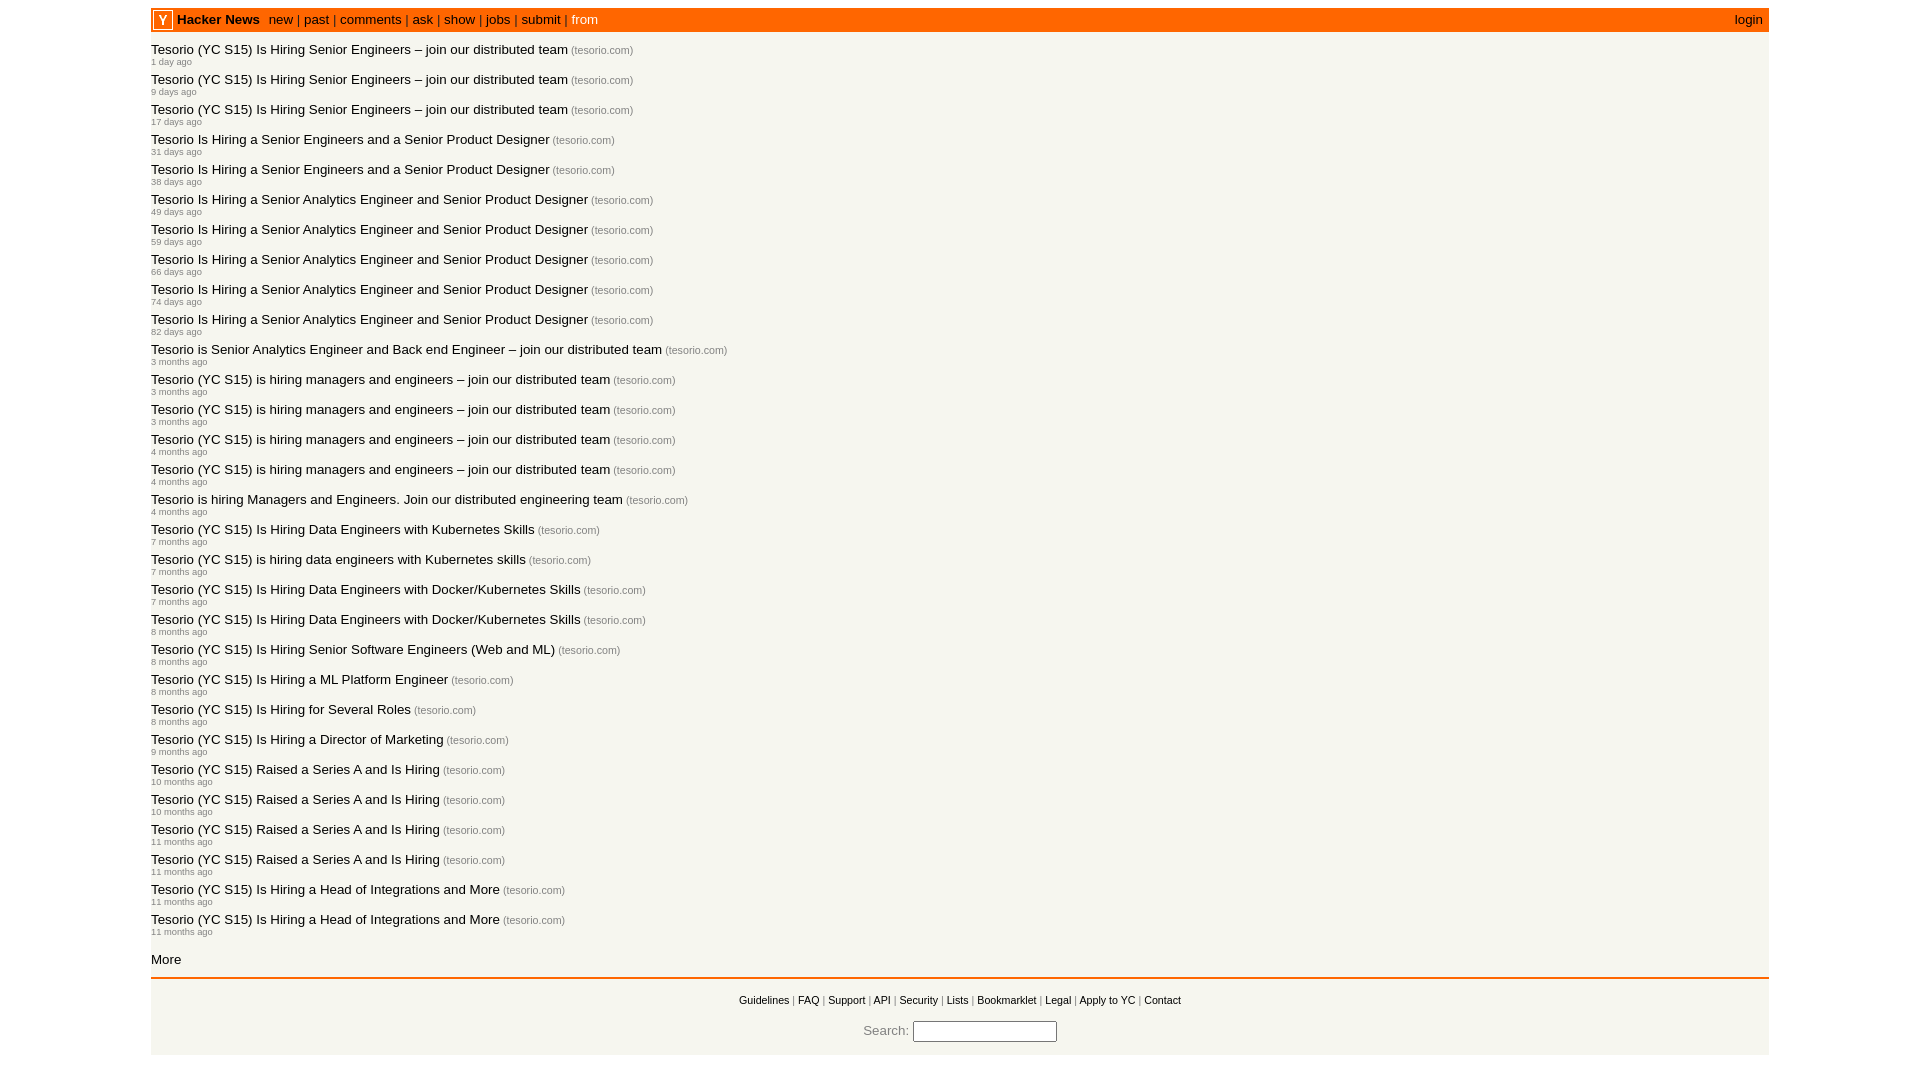 Y Hacker News new | past | comments | ask | show | jobs | submit | from login
Tesorio (YC S15) Is Hiring Senior Engineers – join our distributed team (tesorio.com)
1 day ago
Tesorio (YC S15) Is Hiring Senior Engineers – join our distributed team (tesorio.com)
9 days ago
Tesorio (YC S15) Is Hiring Senior Engineers – join our distributed team (tesorio.com)
17 days ago
Tesorio Is Hiring a Senior Engineers and a Senior Product Designer (tesorio.com)
31 days ago
Tesorio Is Hiring a Senior Engineers and a Senior Product Designer (tesorio.com)
38 days ago
Tesorio Is Hiring a Senior Analytics Engineer and Senior Product Designer (tesorio.com)
49 days ago
Tesorio Is Hiring a Senior Analytics Engineer and Senior Product Designer (tesorio.com)
59 days ago
Tesorio Is Hiring a Senior Analytics Engineer and Senior Product Designer (tesorio.com)
66 days ago
Tesorio Is Hiring a Senior Analytics Engineer and Senior Product Designer (tesorio.com)
74 days ago
Tesorio Is Hiring a Senior Analytics Engineer and Senior Product Designer (tesorio.com)
82 days ago
Tesorio is Senior Analytics Engineer and Back end Engineer – join our distributed team (tesorio.com)
3 months ago
Tesorio (YC S15) is hiring managers and engineers – join our distributed team (tesorio.com)
3 months ago
Tesorio (YC S15) is hiring managers and engineers – join our distributed team (tesorio.com)
3 months ago
Tesorio (YC S15) is hiring managers and engineers – join our distributed team (tesorio.com)
4 months ago
Tesorio (YC S15) is hiring managers and engineers – join our distributed team (tesorio.com)
4 months ago
Tesorio is hiring Managers and Engineers. Join our distributed engineering team (tesorio.com)
4 months ago
Tesorio (YC S15) Is Hiring Data Engineers with Kubernetes Skills (tesorio.com)
7 months ago
Tesorio (YC S15) is hiring data engineers with Kubernetes skills (tesorio.com)
7 months ago
Tesorio (YC S15) Is Hiring Data Engineers with Docker/Kubernetes Skills (tesorio.com)
7 months ago
Tesorio (YC S15) Is Hiring Data Engineers with Docker/Kubernetes Skills (tesorio.com)
8 months ago
Tesorio (YC S15) Is Hiring Senior Software Engineers (Web and ML) (tesorio.com)
8 months ago
Tesorio (YC S15) Is Hiring a ML Platform Engineer (tesorio.com)
8 months ago
Tesorio (YC S15) Is Hiring for Several Roles (tesorio.com)
8 months ago
Tesorio (YC S15) Is Hiring a Director of Marketing (tesorio.com)
9 months ago
Tesorio (YC S15) Raised a Series A and Is Hiring (tesorio.com)
10 months ago
Tesorio (YC S15) Raised a Series A and Is Hiring (tesorio.com)
10 months ago
Tesorio (YC S15) Raised a Series A and Is Hiring (tesorio.com)
11 months ago
Tesorio (YC S15) Raised a Series A and Is Hiring (tesorio.com)
11 months ago
Tesorio (YC S15) Is Hiring a Head of Integrations and More (tesorio.com)
11 months ago
Tesorio (YC S15) Is Hiring a Head of Integrations and More (tesorio.com)
11 months ago
More
Guidelines | FAQ | Support | API | Security | Lists | Bookmarklet | Legal | Apply to YC | Contact
Search: